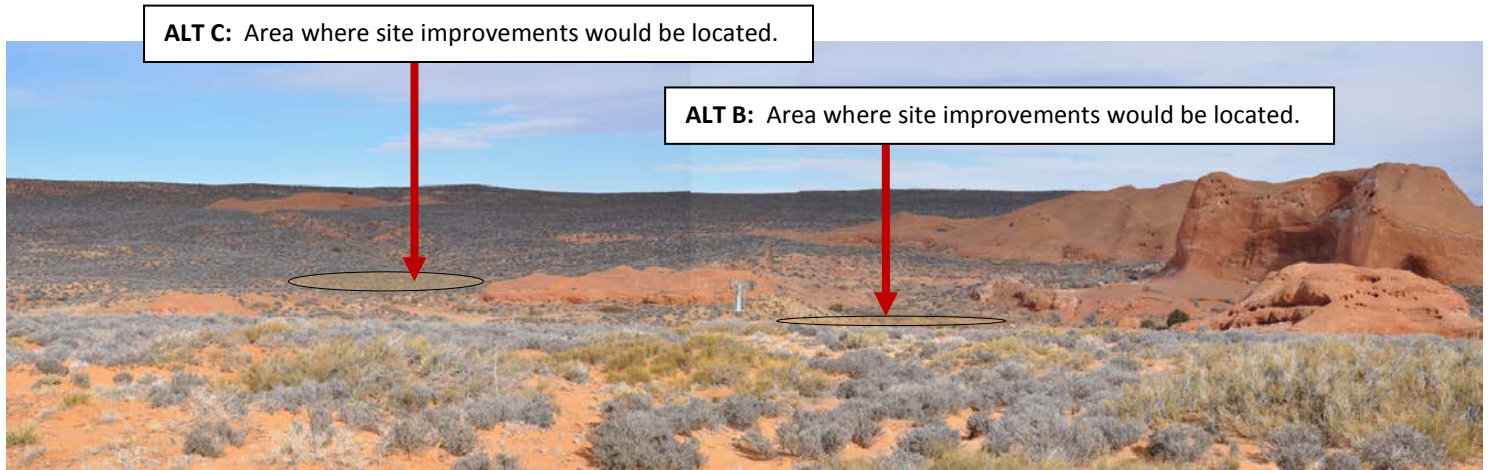 ALT C: Area where site improvements would be located.
ALT B: Area where site improvements would be located.